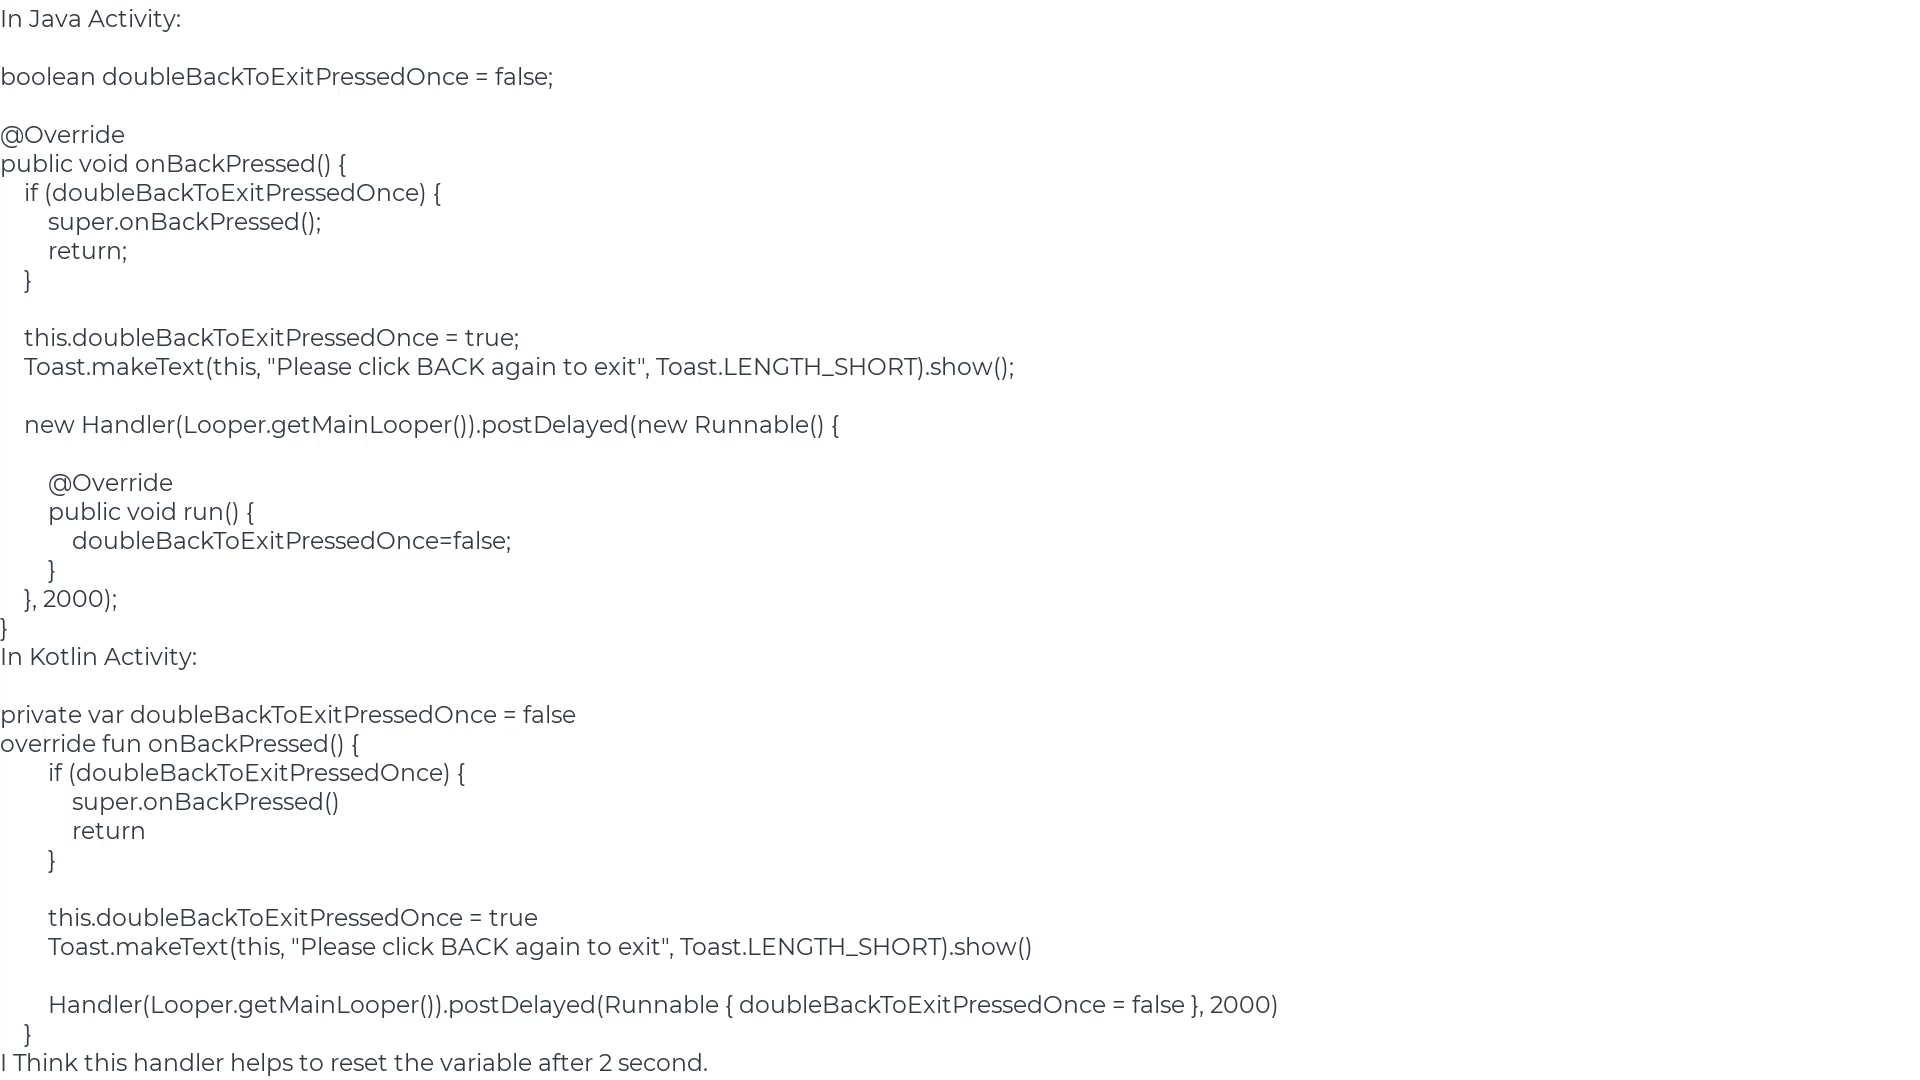 In Java Activity:

boolean doubleBackToExitPressedOnce = false;

@Override
public void onBackPressed() {
    if (doubleBackToExitPressedOnce) {
        super.onBackPressed();
        return;
    }

    this.doubleBackToExitPressedOnce = true;
    Toast.makeText(this, "Please click BACK again to exit", Toast.LENGTH_SHORT).show();

    new Handler(Looper.getMainLooper()).postDelayed(new Runnable() {

        @Override
        public void run() {
            doubleBackToExitPressedOnce=false;
        }
    }, 2000);
}
In Kotlin Activity:

private var doubleBackToExitPressedOnce = false
override fun onBackPressed() {
        if (doubleBackToExitPressedOnce) {
            super.onBackPressed()
            return
        }

        this.doubleBackToExitPressedOnce = true
        Toast.makeText(this, "Please click BACK again to exit", Toast.LENGTH_SHORT).show()

        Handler(Looper.getMainLooper()).postDelayed(Runnable { doubleBackToExitPressedOnce = false }, 2000)
    }
I Think this handler helps to reset the variable after 2 second.